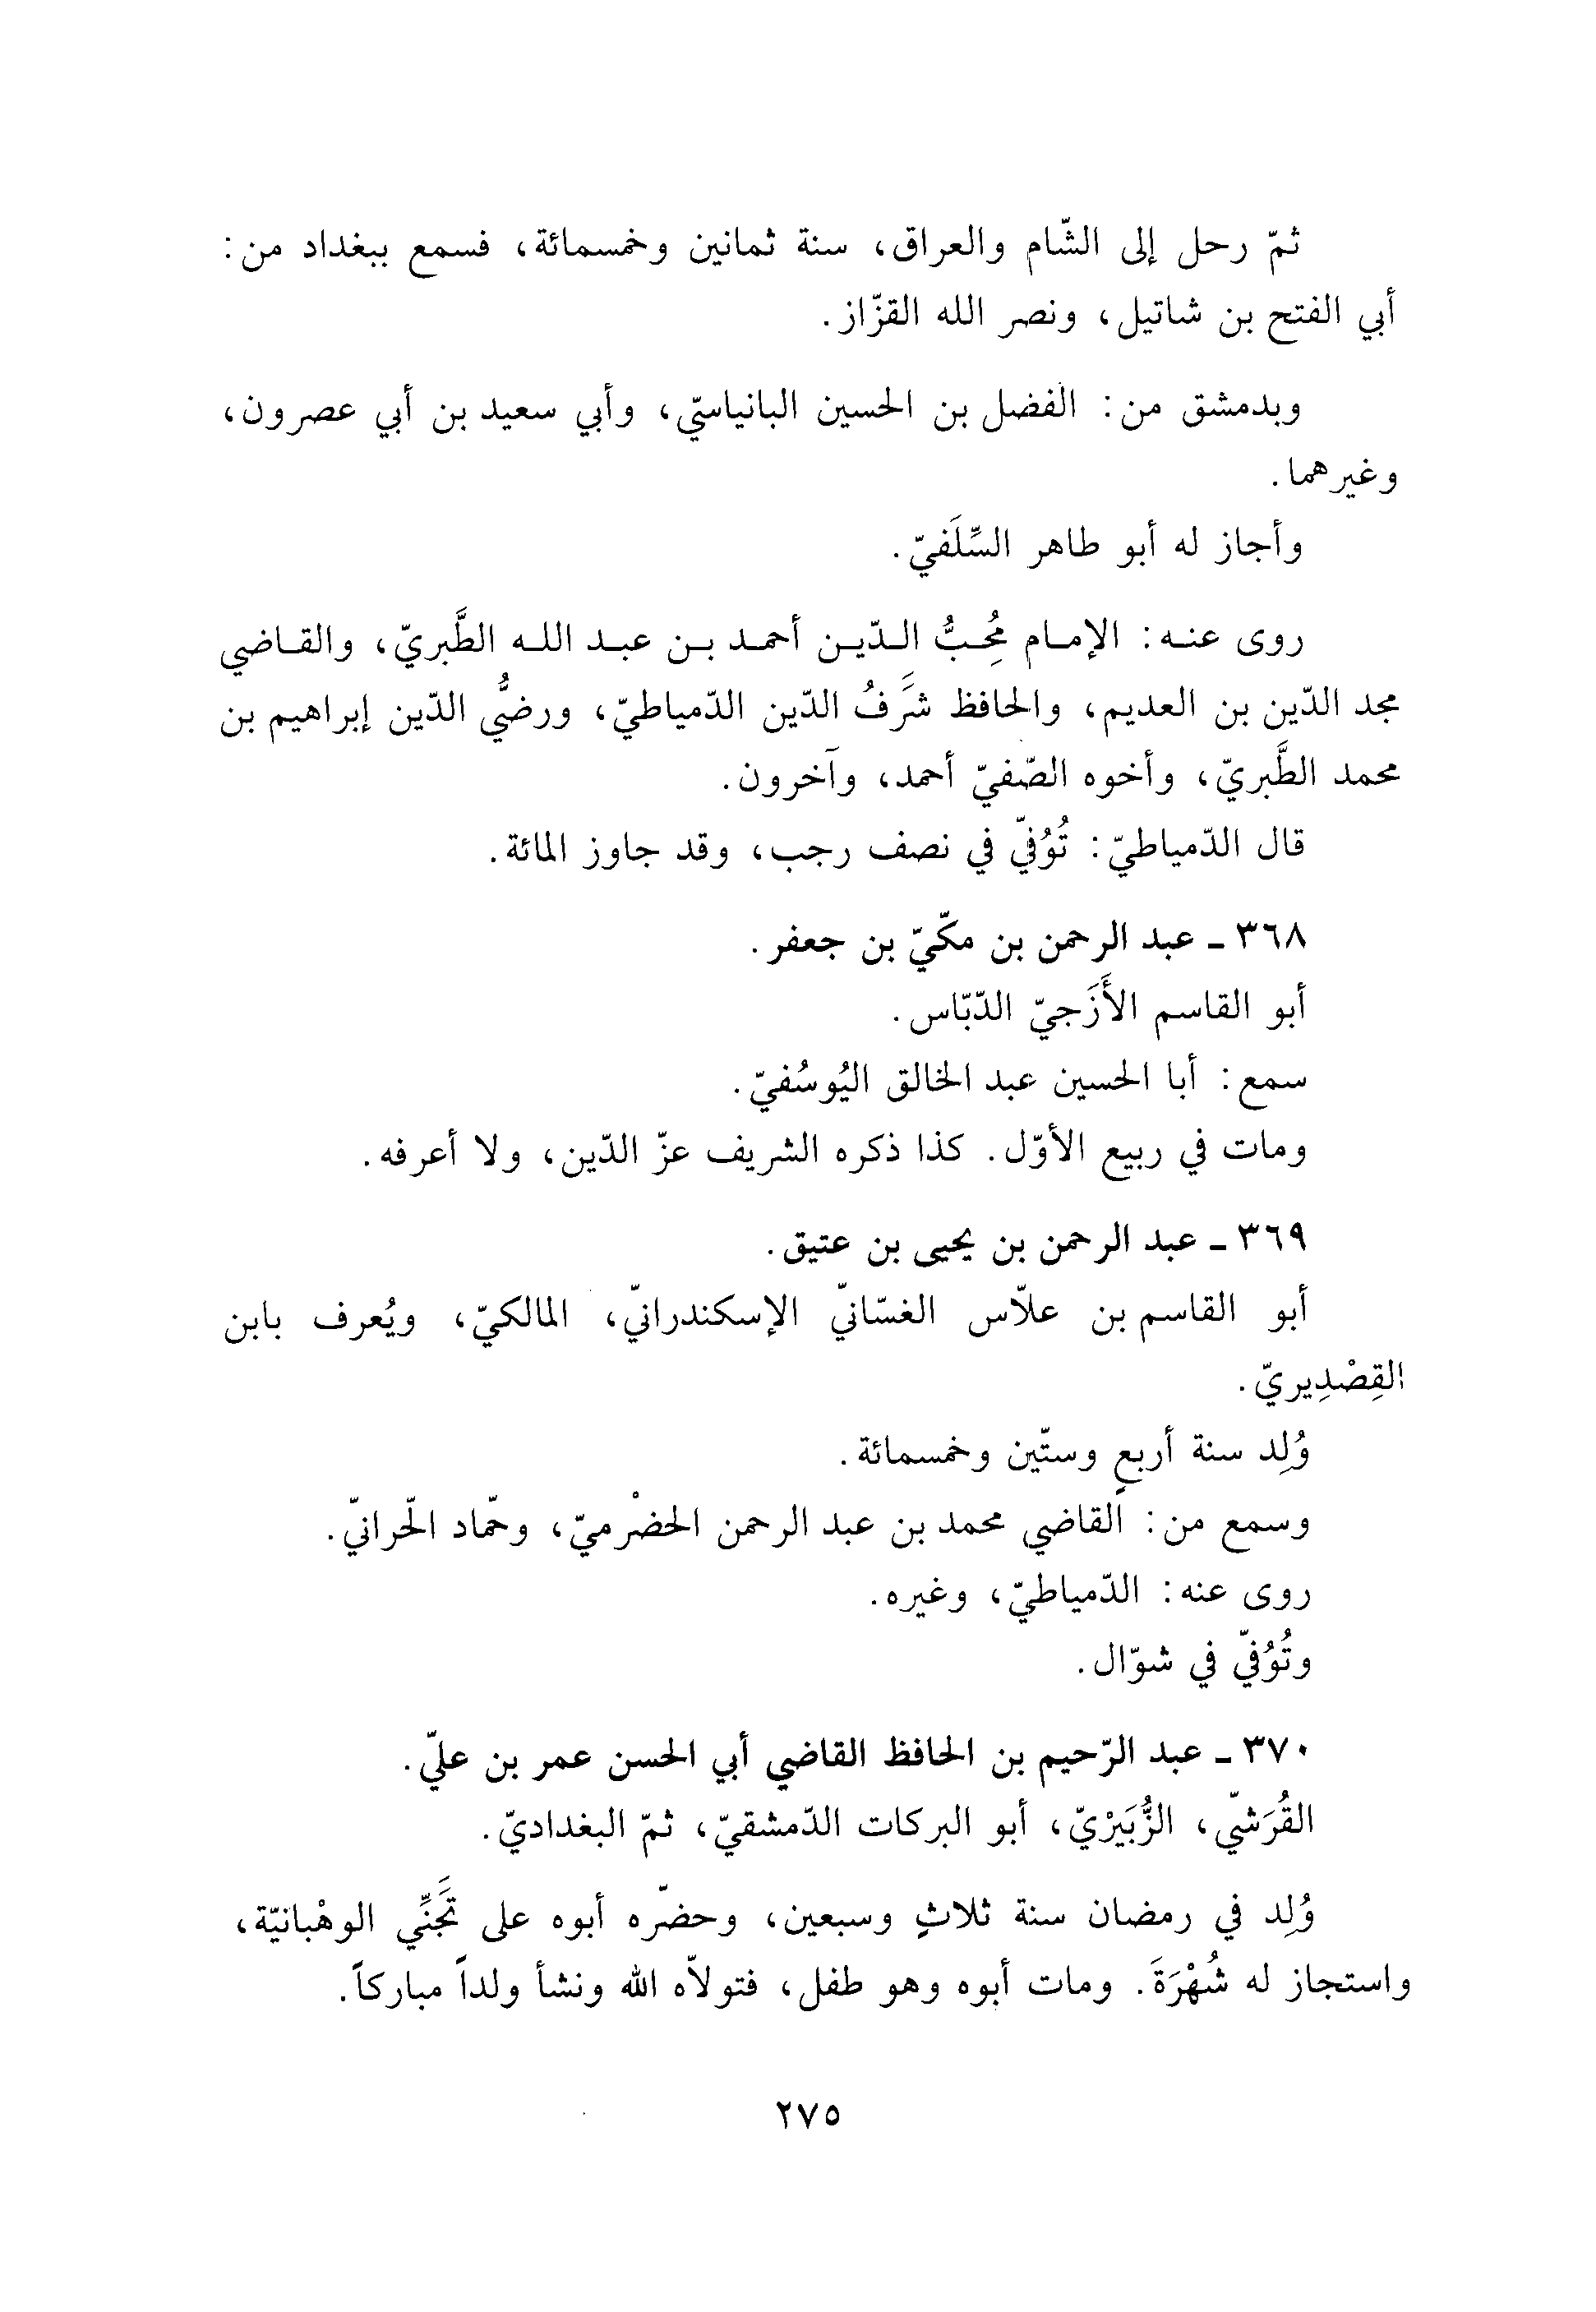 ثمّ رحل إلى الشّام والعراق، سنة ثمانين وخمسمائة، فسمع ببغداد من:
أبي الفتح بن شاتيل، ونصر الله القزّاز.
وبدمشق من: الفضل بن الحسين البانياسيّ، وأبي سعيد بن أبي عصرون،
وغيرهما.
وأجاز له أبو طاهر السِّلَفيّ.
روى عنه: الإمام مُحِبُّ الدّين أحمد بن عبد الله الطَّبريّ، والقاضي
مجد الدّين بن العديم، والحافظ شَرَفُ الدّين الدّمياطيّ، ورضيُّ الدّين إبراهيم بن
محمد الطَّبريّ، وأخوه الصّفيّ أحمد، وآخرون.
قال الدّمياطيّ: تُوُفيّ في نصف رجب، وقد جاوز المائة.
٣٦٨ ـ عبد الرحمن بن مكّيّ بن جعفر.
أبو القاسم الأَزَجيّ الدّبّاس.
سمع: أبا الحسين عبد الخالق اليُوسُفيّ.
ومات في ربيع الأوّل. كذا ذكره الشريف عزّ الدّين، ولا أعرفه.
٣٦٩ ـ عبد الرحمن بن يحيى بن عتيق.
أبو القاسم بن علاّس الغسّانيّ الإسكندرانيّ، المالكيّ، ويُعرف بابن
القِصْدِيريّ.
وُلِد سنة أربعٍ وستّين وخمسمائة.
وسمع من: القاضي محمد بن عبد الرحمن الحضْرميّ، وحمّاد الحّرانيّ.
روى عنه: الدّمياطيّ، وغيره.
وتُوُفيّ في شوّال.
٣٧٠ ـ عبد الرّحيم بن الحافظ القاضي أبي الحسن عمر بن عليّ.
القُرَشيّ، الزُّبَيْريّ، أبو البركات الدّمشقيّ، ثمّ البغداديّ.
وُلِد في رمضان سنة ثلاثٍ وسبعين، وحضّره أبوه على تَجَنِّي الوهْبانيّة،
واستجاز له شُهْرَةَ. ومات أبوه وهو طفل، فتولاّه الله ونشأ ولداً مباركاً.
٢٧٥